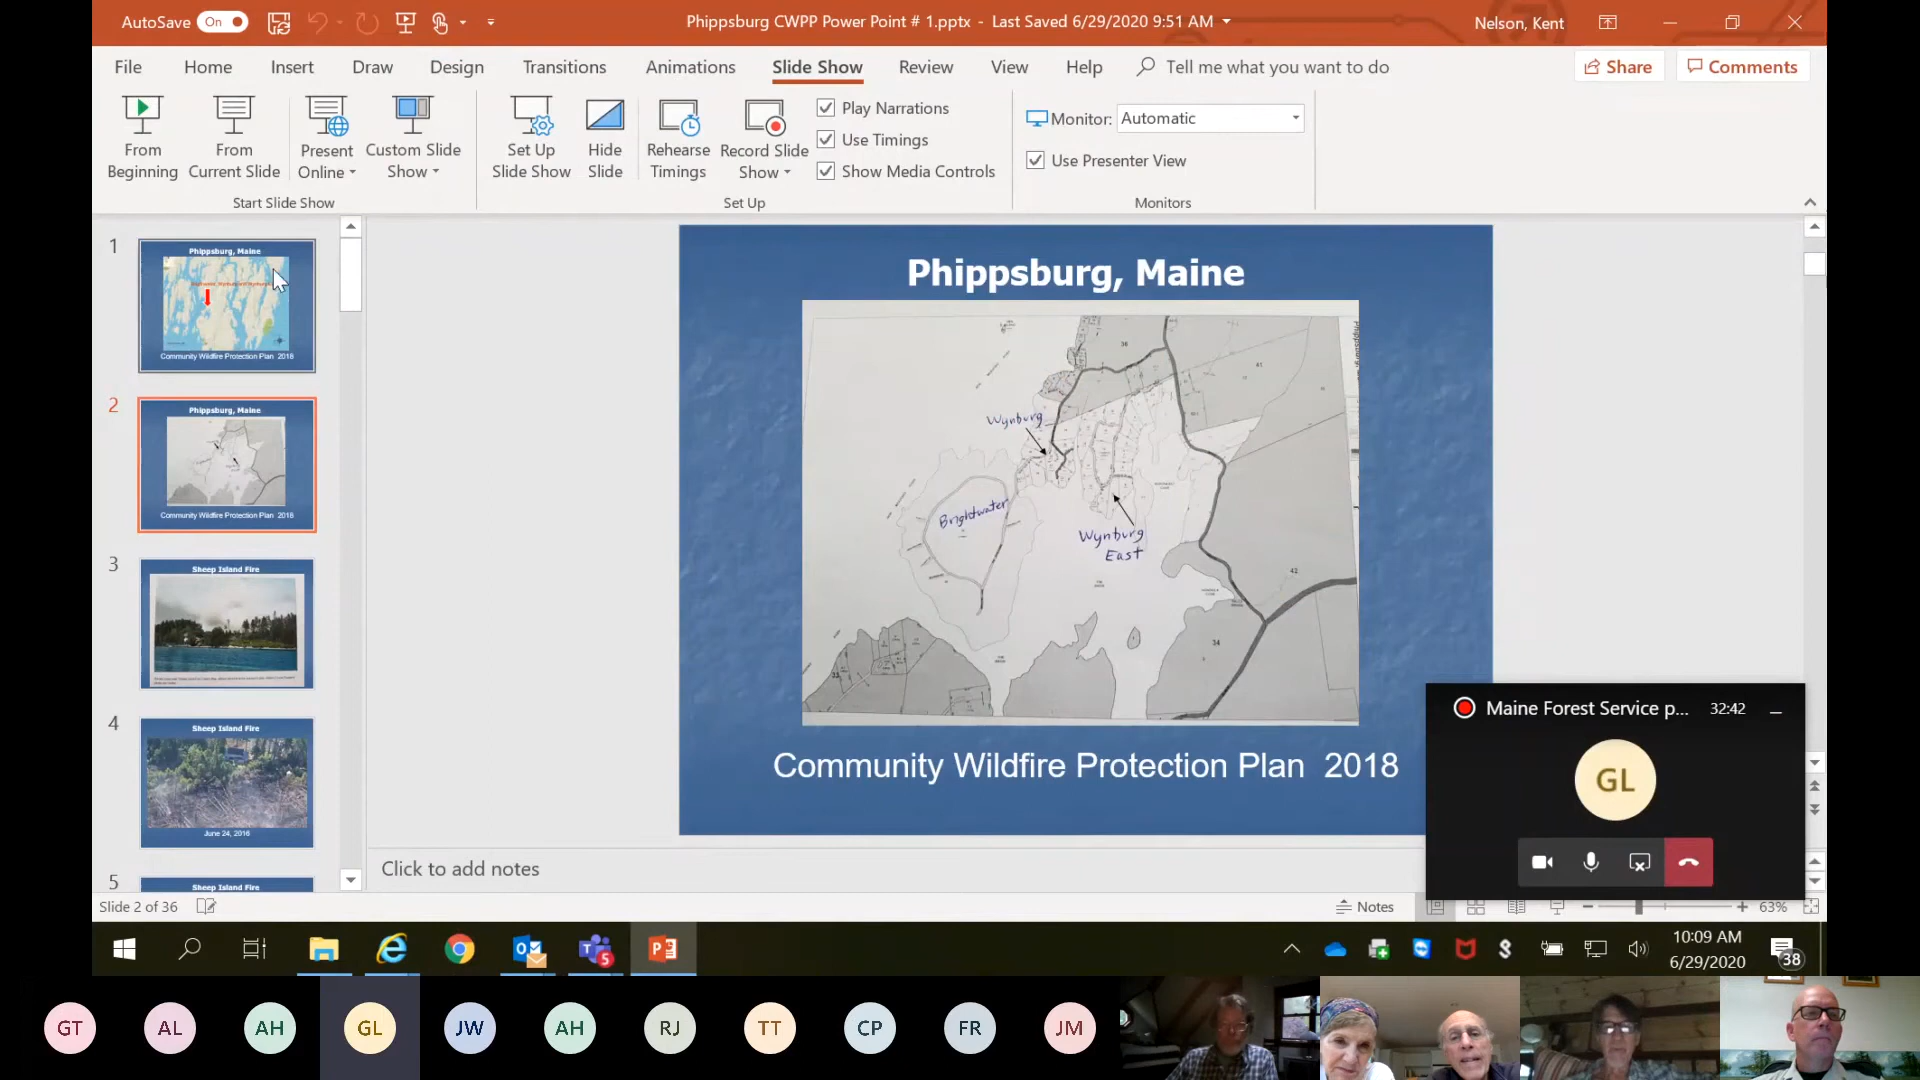 AutoSave On Phippsburg CWPP Power Point # 1.pptx - Last Saved 6/29/2020 9:51 AM Nelson, Kent
File Home Insert Draw Design Transitions Animations Slide Show Review View Help Tell me what you want to do Share Comments
From Beginning
From Current Slide
Present Online
Custom Slide Show
Set Up Slide Show
Hide Slide
Rehearse Timings
Record Slide Show
Play Narrations
Use Timings
Show Media Controls
Monitor: Automatic
Use Presenter View
Start Slide Show Set Up Monitors
1
Phippsburg, Maine
Community Wildfire Protection Plan 2018
2
Phippsburg, Maine
Community Wildfire Protection Plan 2018
3
Sheep Island Fire
4
Sheep Island Fire
June 24, 2016
5
Sheep Island Fire
Phippsburg, Maine
36
41
Wynburg
Brightwater
Wynburg
East
42
34
33
Community Wildfire Protection Plan 2018
Maine Forest Service p... 32:42
GL
Click to add notes
Slide 2 of 36 Notes 63%
5
10:09 AM
6/29/2020
38
GT AL AH GL JW AH RJ TT CP FR JM